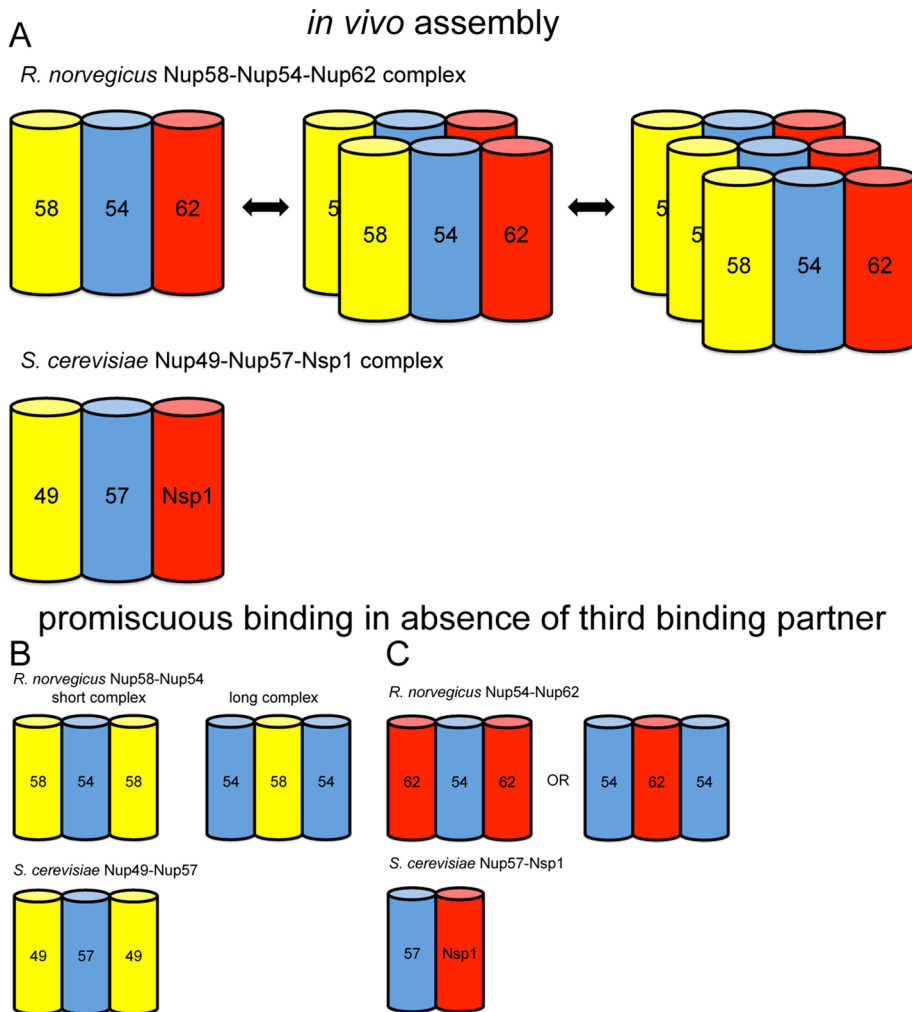 in vivo assembly
A
R. norvegicus Nup58-Nup54-Nup62 complex
58 54 62
5
58 54 62
5
5
58 54 62
S. cerevisiae Nup49-Nup57-Nsp1 complex
49 57 Nsp1
promiscuous binding in absence of third binding partner
B
R. norvegicus Nup58-Nup54
short complex
long complex
58 54 58
54 58 54
S. cerevisiae Nup49-Nup57
49 57 49
C
R. norvegicus Nup54-Nup62
62 54 62
OR
54 62 54
S. cerevisiae Nup57-Nsp1
57 Nsp1